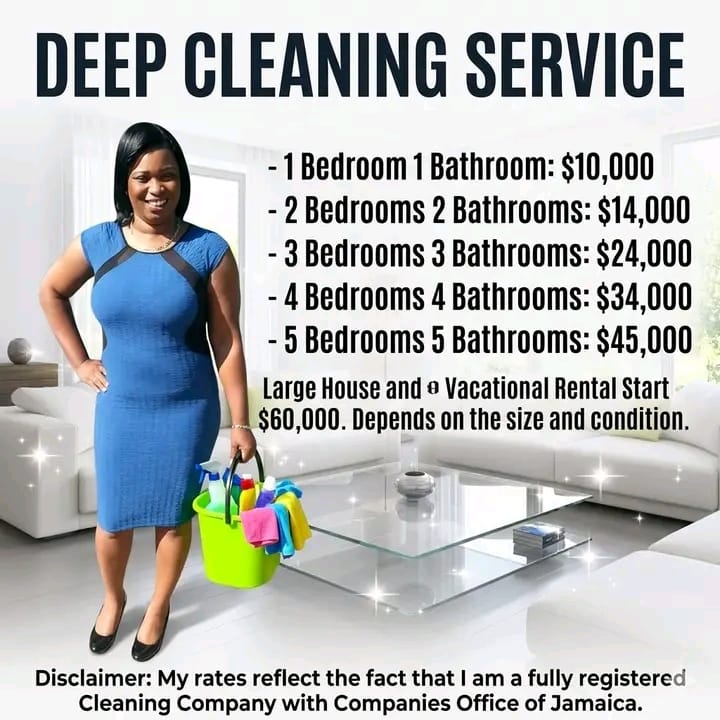 DEEP CLEANING SERVICE
- 1 Bedroom 1 Bathroom: $10,000
- 2 Bedrooms 2 Bathrooms: $14,000
- 3 Bedrooms 3 Bathrooms: $24,000
- 4 Bedrooms 4 Bathrooms: $34,000
- 5 Bedrooms 5 Bathrooms: $45,000
Large House and Vacational Rental Start
$60,000. Depends on the size and condition.
Disclaimer: My rates reflect the fact that I am a fully registered
Cleaning Company with Companies Office of Jamaica.